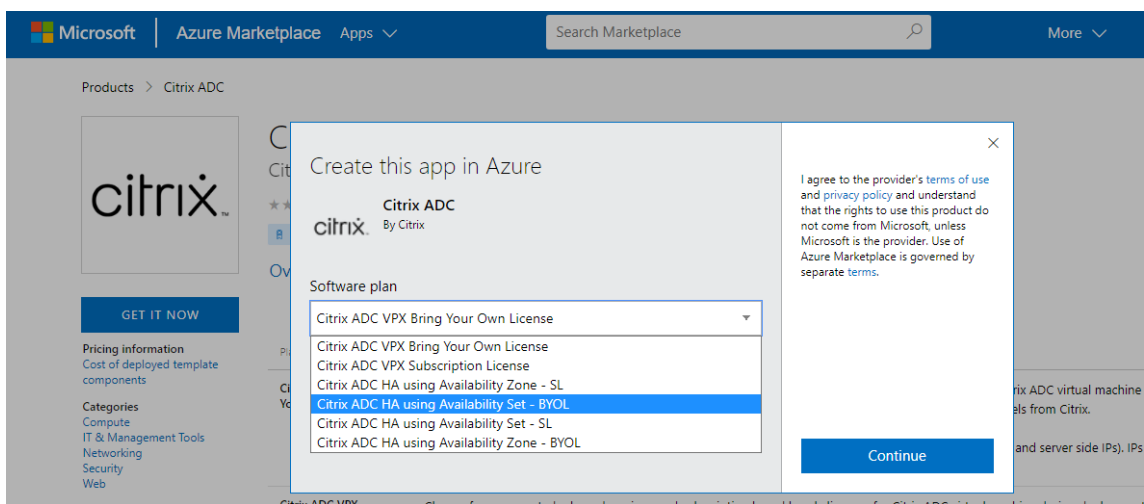 Microsoft
Azure Marketplace
Apps
Search Marketplace
More
Products > Citrix ADC
citrix™
GET IT NOW
Pricing information
Cost of deployed template
components
Categories
Compute
IT & Management Tools
Networking
Security
Web
C
Cit
Ov
Create this app in Azure
citrix.
Citrix ADC
By Citrix
Software plan
Citrix ADC VPX Bring Your Own License
Citrix ADC VPX Bring Your Own License
Citrix ADC VPX Subscription License
Citrix ADC HA using Availability Zone - SL
Citrix ADC HA using Availability Set - BYOL
Citrix ADC HA using Availability Set - SL
Citrix ADC HA using Availability Zone - BYOL
I agree to the provider's terms of use
and privacy policy and understand
that the rights to use this product do
not come from Microsoft, unless
Microsoft is the provider. Use of
Azure Marketplace is governed by
separate terms.
Continue
ADC virtual machine
els from Citrix.
and server side IPs). IPs